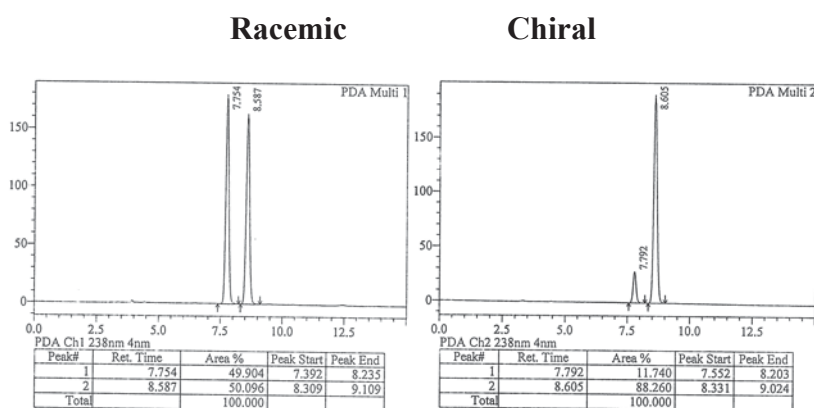 Racemic
Chiral
PDA Multi 1
7.754
8.587
150
100
50
0
0.0 2.5 5.0 7.5 10.0 12.5
PDA Ch1 238nm 4nm
Peak# Ret. Time Area % Peak Start Peak End
1 7.754 49.904 7.392 8.235
2 8.587 50.096 8.309 9.109
Total 100.000
PDA Multi 2
7.792
8.605
150
100
50
0
0.0 2.5 5.0 7.5 10.0 12.5
PDA Ch2 238nm 4nm
Peak# Ret. Time Area % Peak Start Peak End
1 7.792 11.740 7.552 8.203
2 8.605 88.260 8.331 9.024
Total 100.000